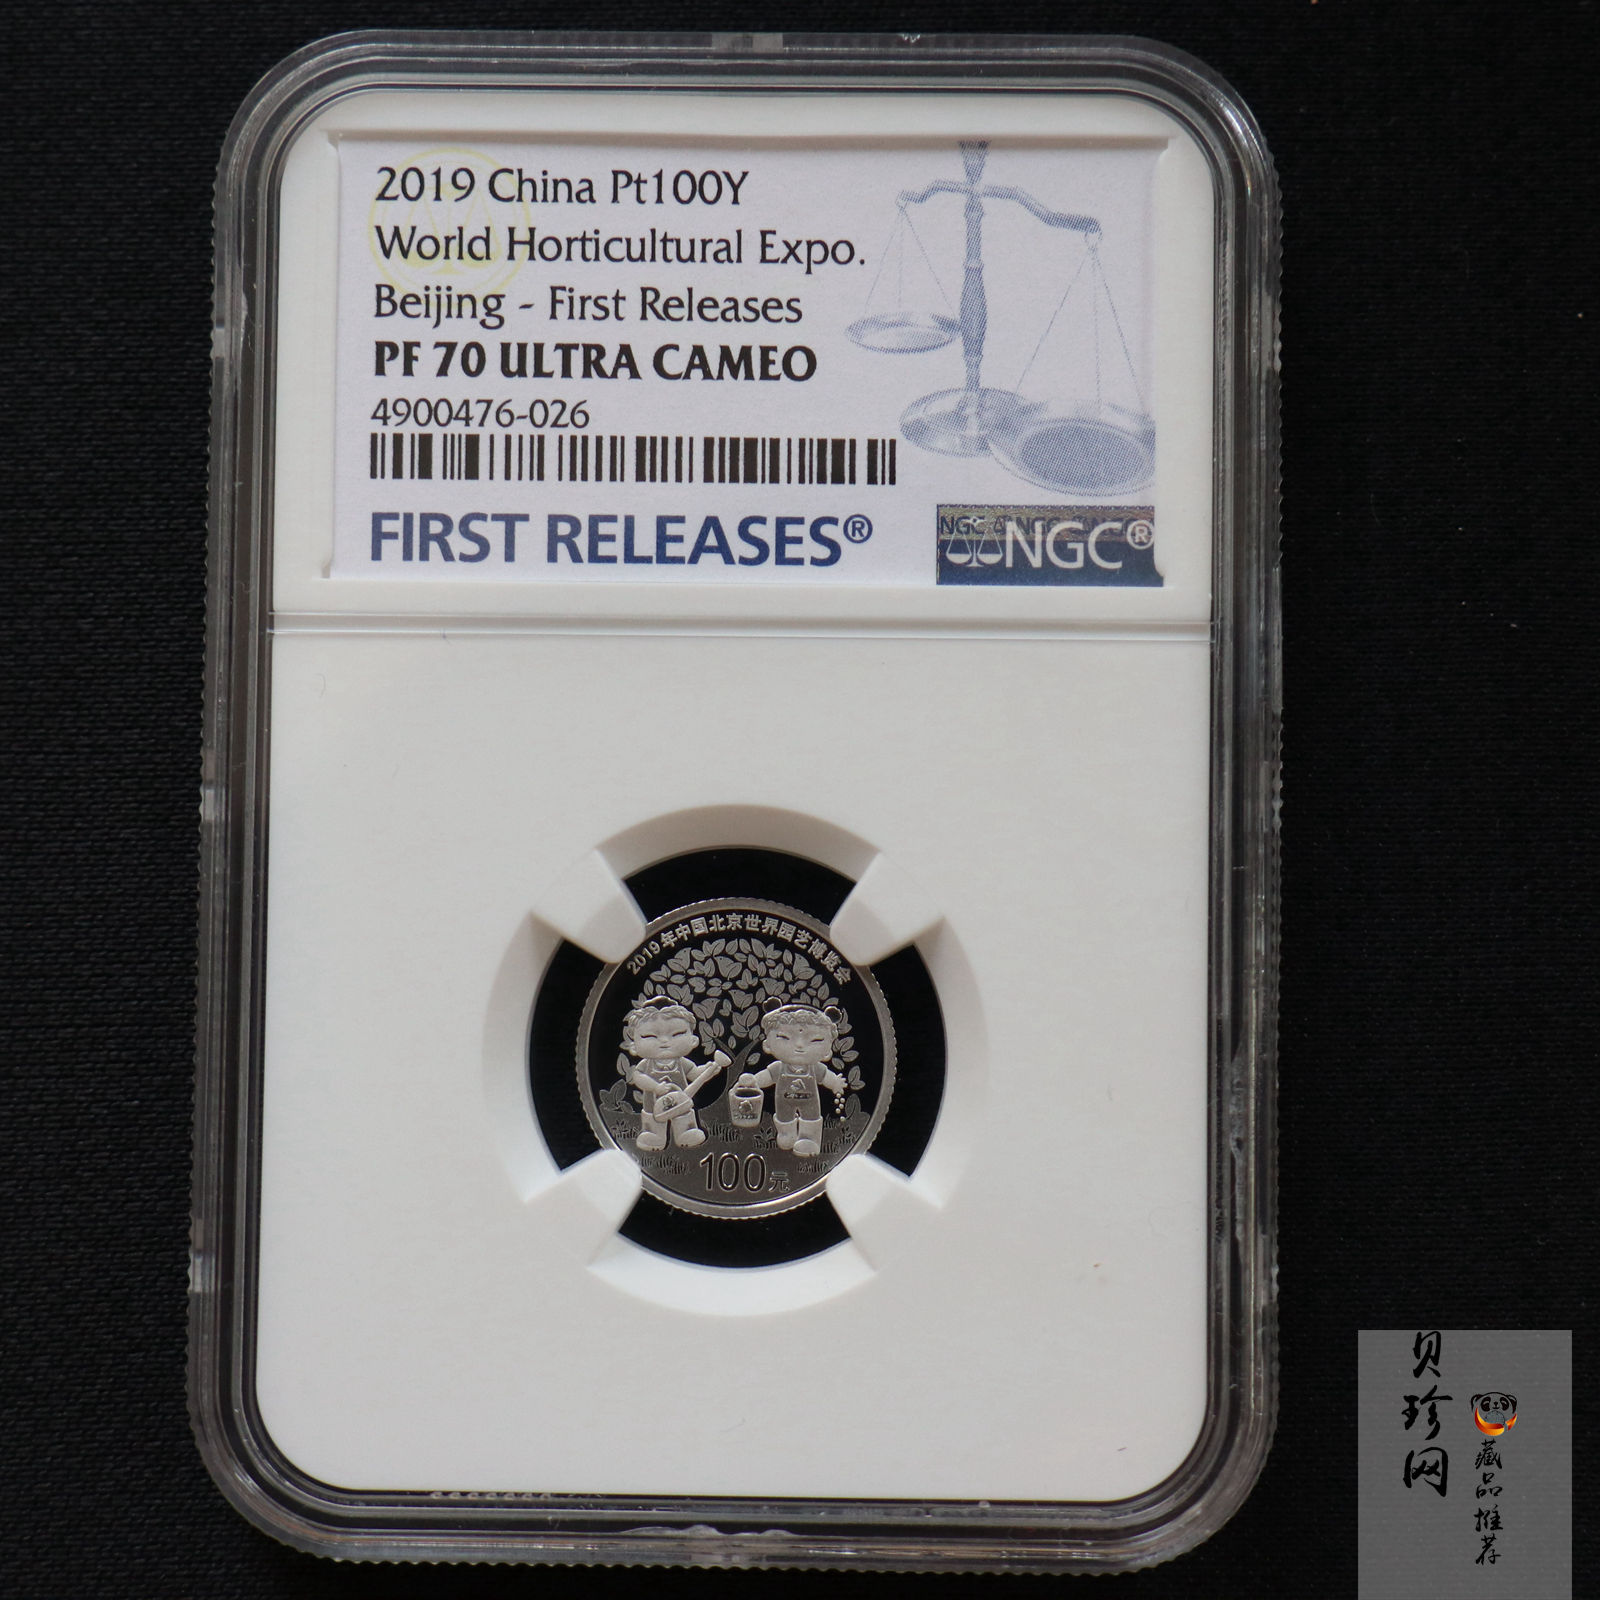 2019 China Pt100Y
World Horticultural Expo.
Beijing - First Releases
PF 70 ULTRA CAMEO
4900476-026
FIRST RELEASES®
NGC NGC
NGC®
2019年中国北京世界园艺博览会
100元
贝珍网
藏品推荐